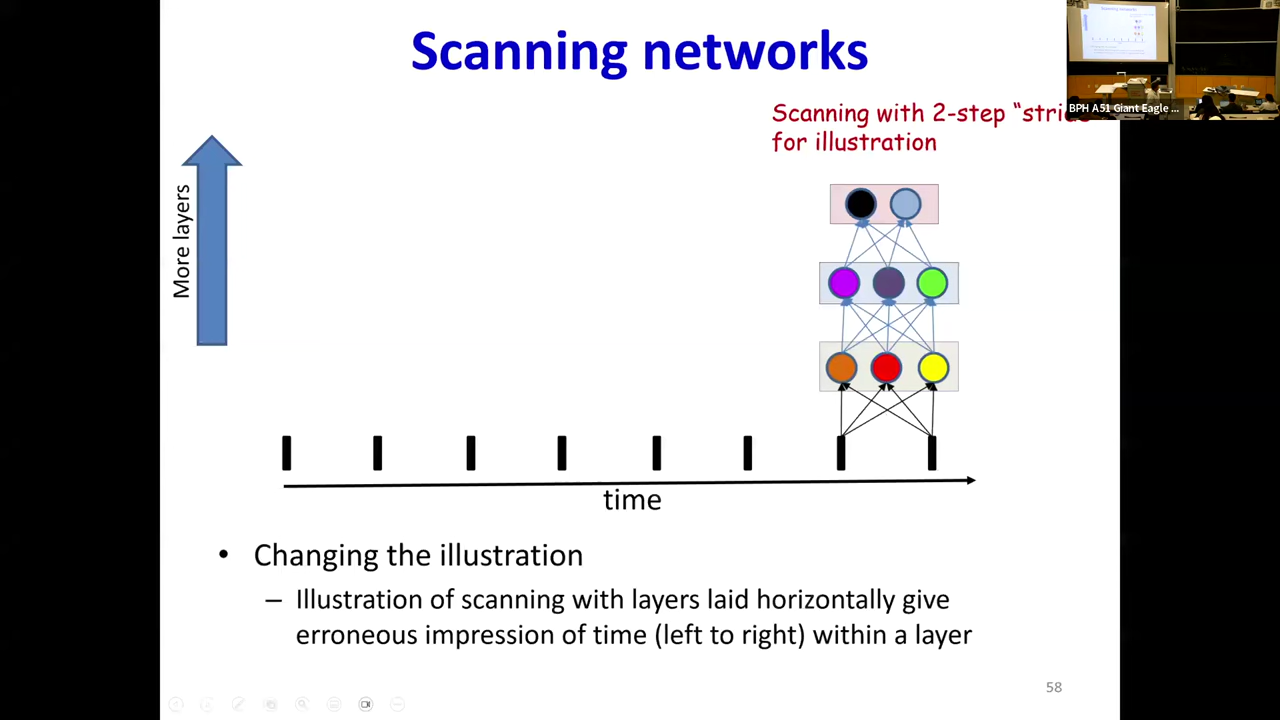 Scanning networks
Scanning with 2-step “stri
for illustration
BPH A51 Giant Eagle ...
More layers
time
• Changing the illustration
– Illustration of scanning with layers laid horizontally give
erroneous impression of time (left to right) within a layer
58